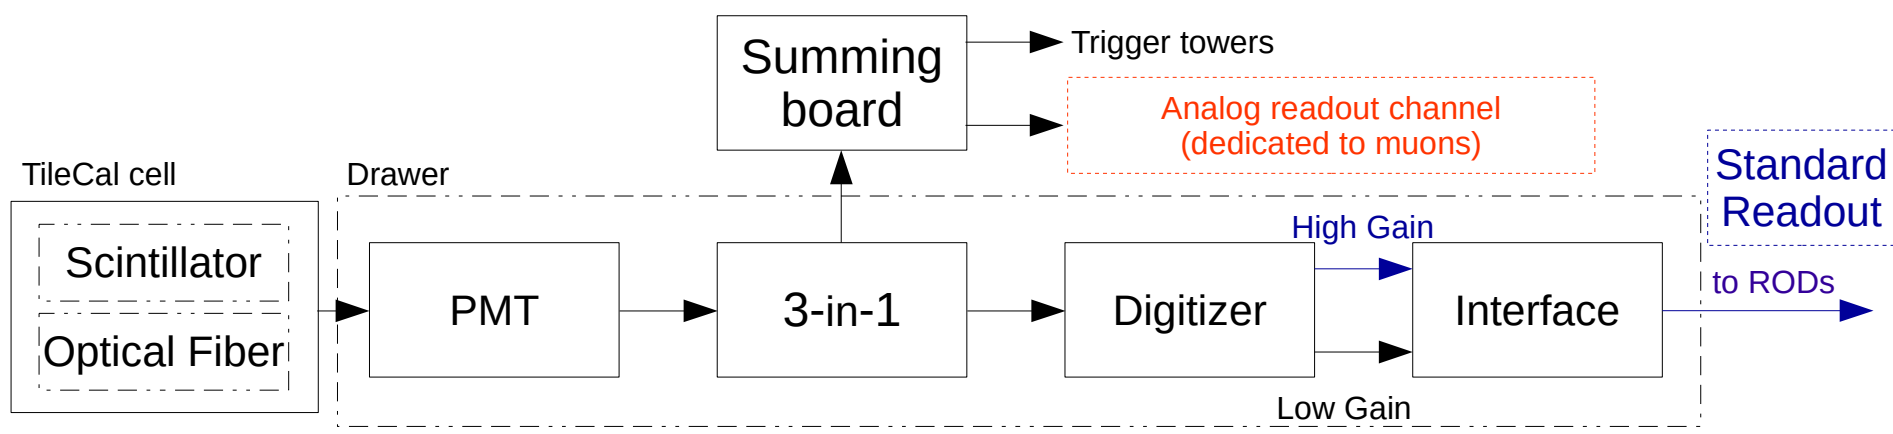 Summing
board
Trigger towers
Analog readout channel
(dedicated to muons)
Standard
Readout
TileCal cell
Drawer
Scintillator
Optical Fiber
PMT
3-in-1
Digitizer
High Gain
Low Gain
Interface
to RODs